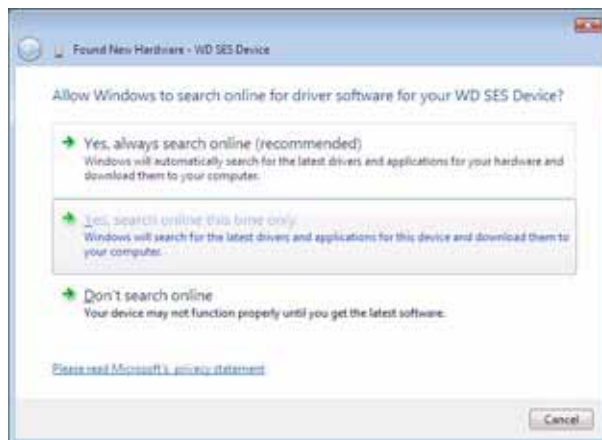 Found New Hardware - WD SES Device
Allow Windows to search online for driver software for your WD SES Device?
Yes, always search online (recommended)
Windows will automatically search for the latest drivers and applications for your hardware and
download them to your computer.
Yes, search online this time only
Windows will search for the latest drivers and applications for this device and download them to
your computer.
Don't search online
Your device may not function properly until you get the latest software.
Please read Microsoft's privacy statement
Cancel